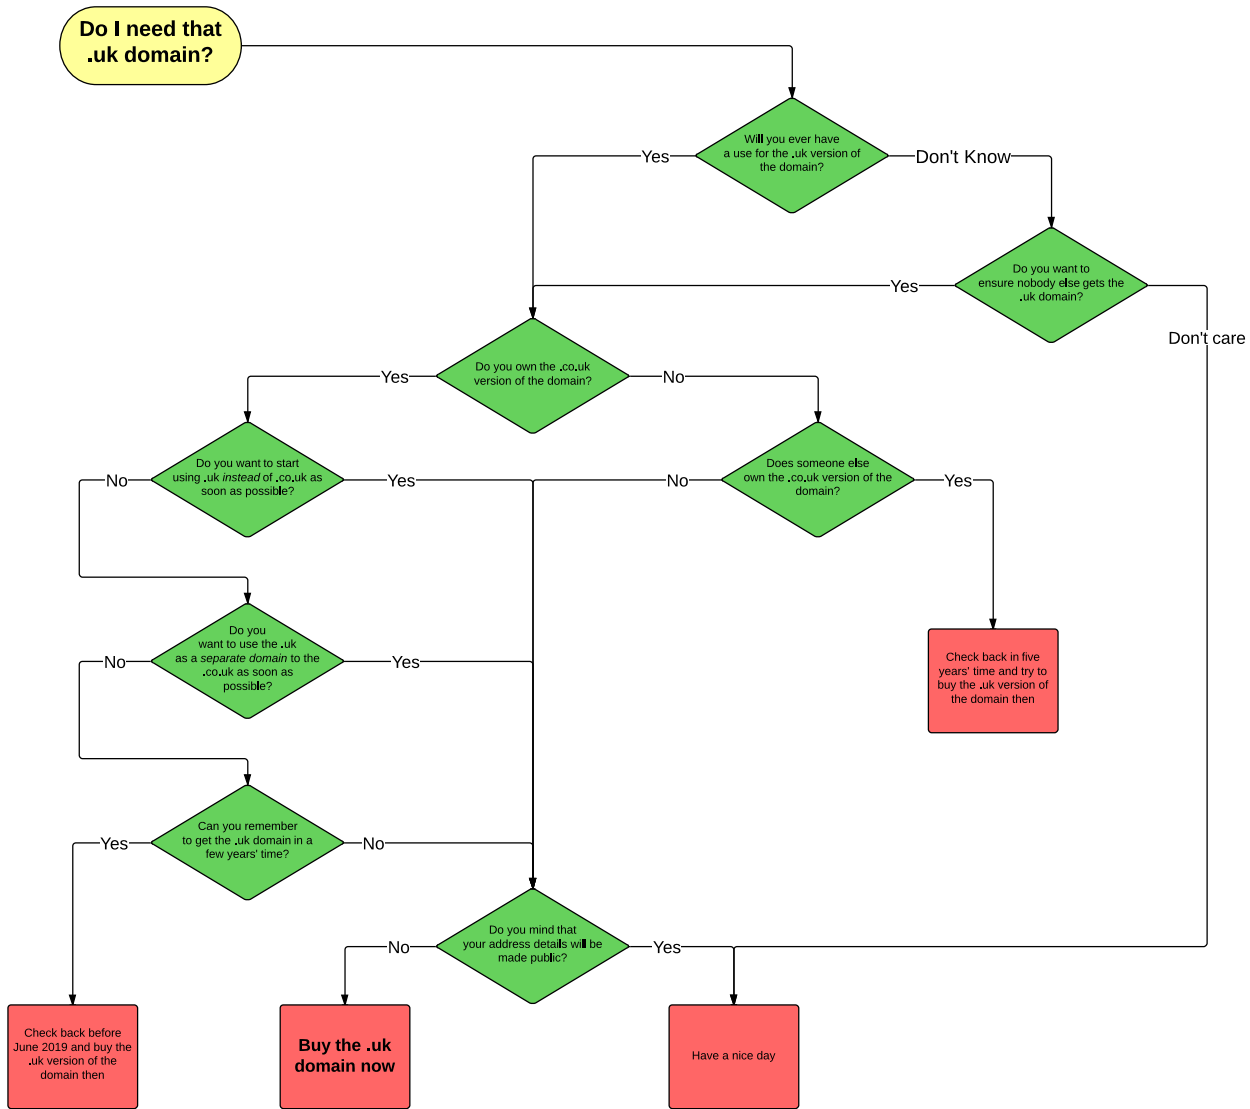 Do I need that
.uk domain?
Will you ever have
a use for the .uk version of
the domain?
Yes
Don't Know
Do you want to
ensure nobody else gets the
.uk domain?
Yes
Don't care
Do you own the .co.uk
version of the domain?
Yes
No
Do you want to start
using .uk instead of .co.uk as
soon as possible?
No
Yes
Does someone else
own the .co.uk version of the
domain?
No
Yes
Do you
want to use the .uk
as a separate domain to the
.co.uk as soon as
possible?
No
Yes
Check back in five
years' time and try to
buy the .uk version of
the domain then
Can you remember
to get the .uk domain in a
few years' time?
Yes
No
Do you mind that
your address details will be
made public?
No
Yes
Check back before
June 2019 and buy the
.uk version of the
domain then
Buy the .uk
domain now
Have a nice day